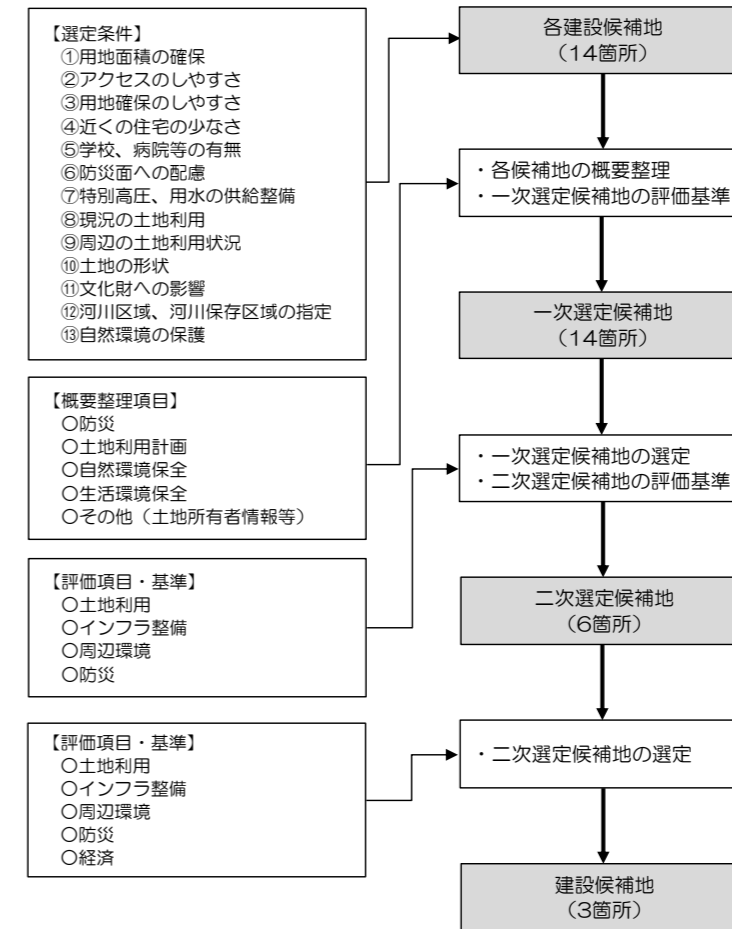 【選定条件】
①用地面積の確保
②アクセスのしやすさ
③用地確保のしやすさ
④近くの住宅の少なさ
⑤学校、病院等の有無
⑥防災面への配慮
⑦特別高圧、用水の供給整備
⑧現況の土地利用
⑨周辺の土地利用状況
⑩土地の形状
⑪文化財への影響
⑫河川区域、河川保存区域の指定
⑬自然環境の保護
各建設候補地
(14箇所)
・各候補地の概要整理
・一次選定候補地の評価基準
一次選定候補地
(14箇所)
【概要整理項目】
〇防災
〇土地利用計画
〇自然環境保全
〇生活環境保全
〇その他(土地所有者情報等)
・一次選定候補地の選定
・二次選定候補地の評価基準
【評価項目・基準】
〇土地利用
〇インフラ整備
〇周辺環境
〇防災
二次選定候補地
(6箇所)
【評価項目・基準】
〇土地利用
〇インフラ整備
〇周辺環境
〇防災
〇経済
・二次選定候補地の選定
建設候補地
(3箇所)